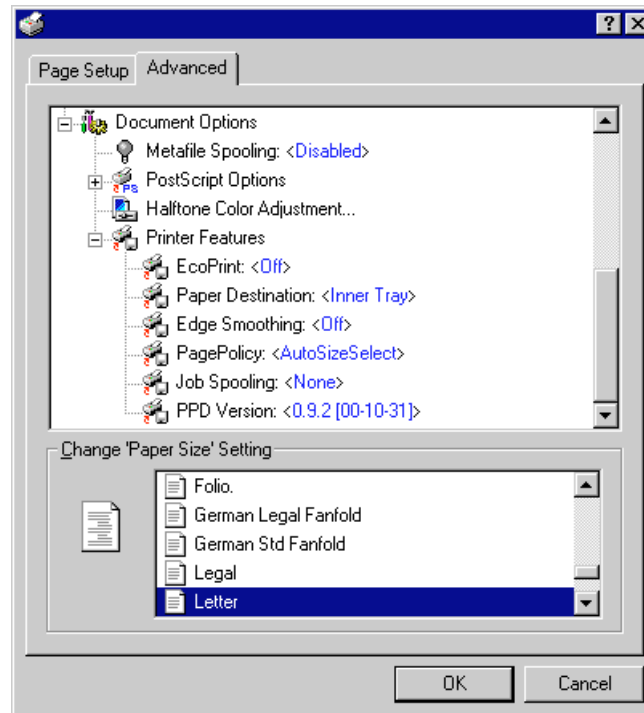 Page Setup Advanced
Document Options
Metafile Spooling: <Disabled>
PS PostScript Options
Halftone Color Adjustment...
Printer Features
EcoPrint: <Off>
Paper Destination: <Inner Tray>
Edge Smoothing: <Off>
PagePolicy: <AutoSizeSelect>
Job Spooling: <None>
PPD Version: <0.9.2 [00-10-31]>
Change 'Paper Size' Setting
Folio.
German Legal Fanfold
German Std Fanfold
Legal
Letter
OK Cancel